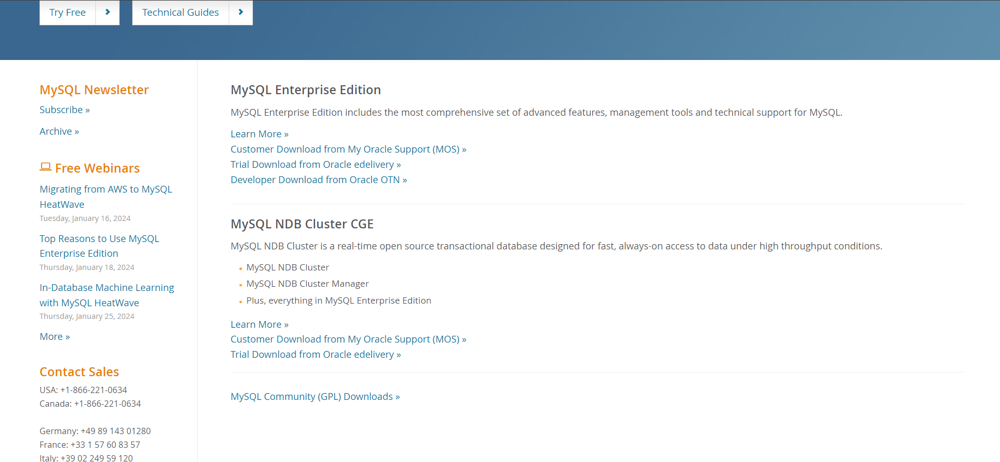 Try Free
Technical Guides
MySQL Newsletter
Subscribe »
Archive »
Free Webinars
Migrating from AWS to MySQL
HeatWave
Tuesday, January 16, 2024
Top Reasons to Use MySQL
Enterprise Edition
Thursday, January 18, 2024
In-Database Machine Learning
with MySQL HeatWave
Thursday, January 25, 2024
More »
Contact Sales
USA: +1-866-221-0634
Canada: +1-866-221-0634
Germany: +49 89 143 01280
France: +33 1 57 60 83 57
Italy: +39 02 249 59 120
MySQL Enterprise Edition
MySQL Enterprise Edition includes the most comprehensive set of advanced features, management tools and technical support for MySQL.
Learn More »
Customer Download from My Oracle Support (MOS) »
Trial Download from Oracle edelivery »
Developer Download from Oracle OTN »
MySQL NDB Cluster CGE
MySQL NDB Cluster is a real-time open source transactional database designed for fast, always-on access to data under high throughput conditions.
MySQL NDB Cluster
MySQL NDB Cluster Manager
Plus, everything in MySQL Enterprise Edition
Learn More »
Customer Download from My Oracle Support (MOS) »
Trial Download from Oracle edelivery »
MySQL Community (GPL) Downloads »